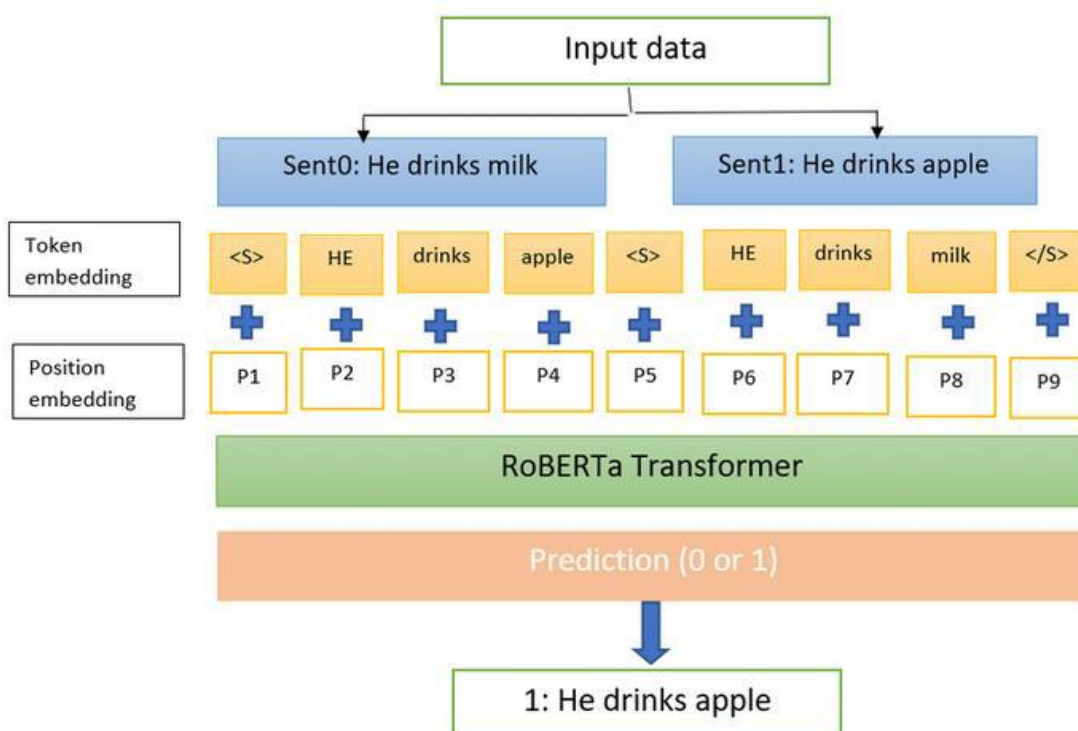 Input data
Sent0: He drinks milk
Sent1: He drinks apple
Token
embedding
<S>
HE
drinks
apple
<S>
HE
drinks
milk
</S>
Position
embedding
P1
P2
P3
P4
P5
P6
P7
P8
P9
RoBERTa Transformer
Prediction (0 or 1)
1: He drinks apple